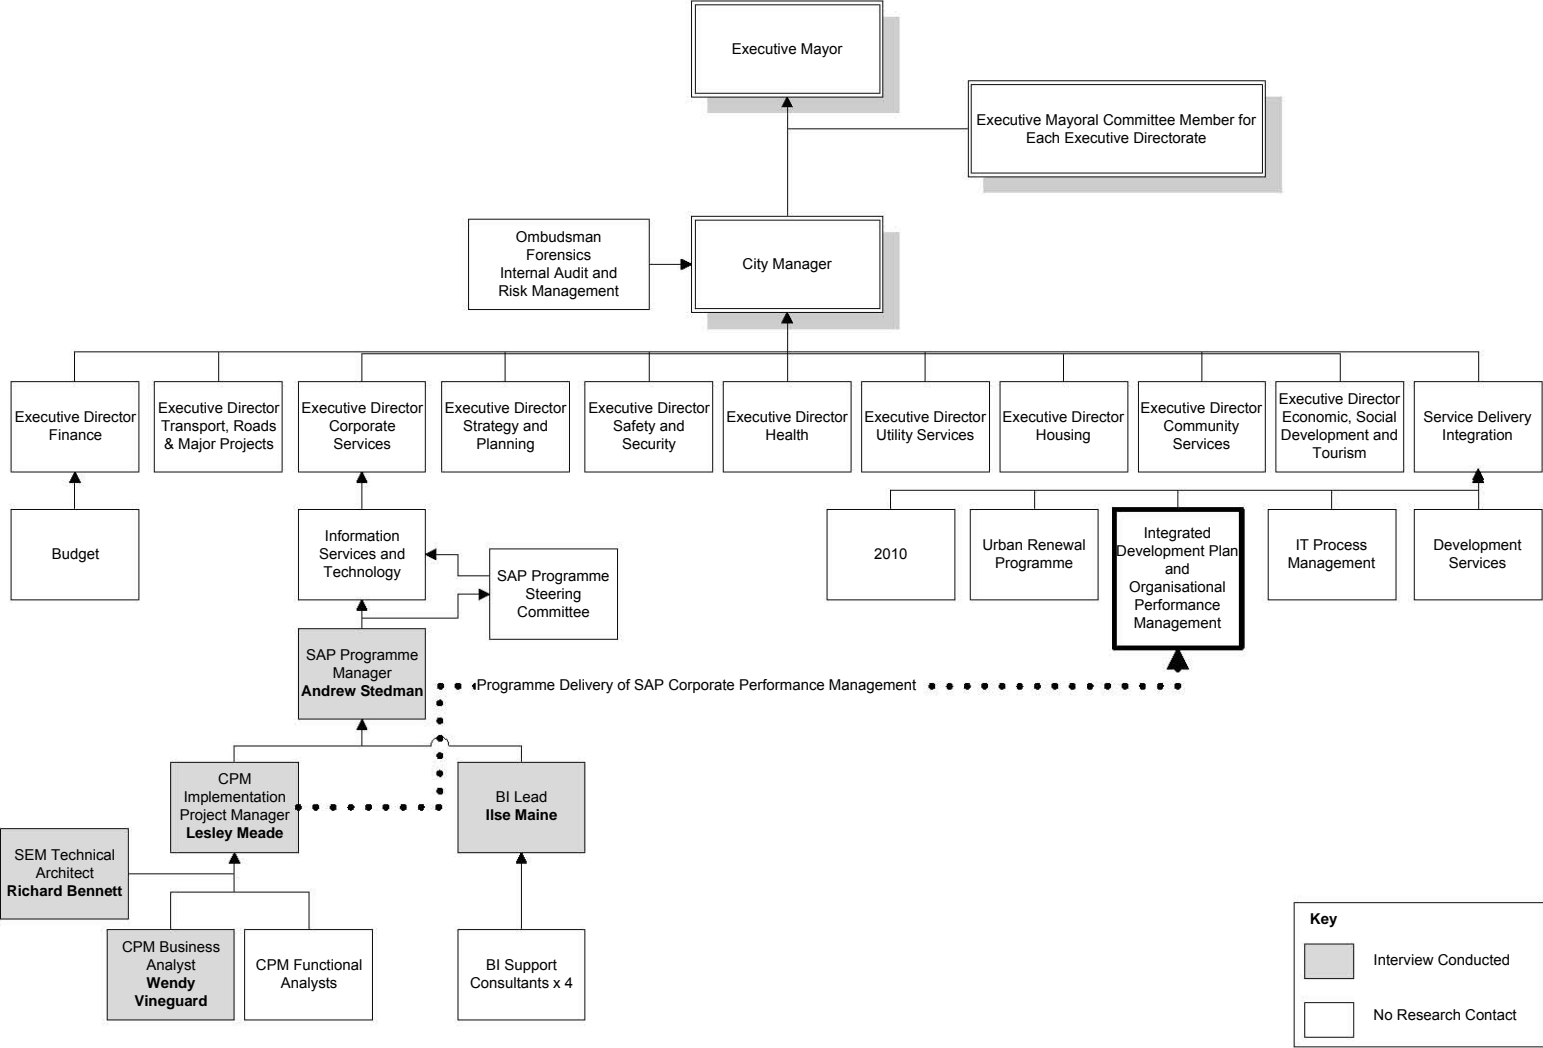 Executive Mayor
Executive Mayoral Committee Member for
Each Executive Directorate
Ombudsman
Forensics
Internal Audit and
Risk Management
City Manager
Executive Director
Finance
Executive Director
Transport, Roads
& Major Projects
Executive Director
Corporate
Services
Executive Director
Strategy and
Planning
Executive Director
Safety and
Security
Executive Director
Health
Executive Director
Utility Services
Executive Director
Housing
Executive Director
Community
Services
Executive Director
Economic, Social
Development and
Tourism
Service Delivery
Integration
Budget
Information
Services and
Technology
SAP Programme
Steering
Committee
2010
Urban Renewal
Programme
Integrated
Development Plan
and
Organisational
Performance
Management
IT Process
Management
Development
Services
SAP Programme
Manager
Andrew Stedman
Programme Delivery of SAP Corporate Performance Management
CPM
Implementation
Project Manager
Lesley Meade
BI Lead
Ilse Maine
SEM Technical
Architect
Richard Bennett
CPM Business
Analyst
Wendy
Vineguard
CPM Functional
Analysts
BI Support
Consultants x 4
Key
Interview Conducted
No Research Contact